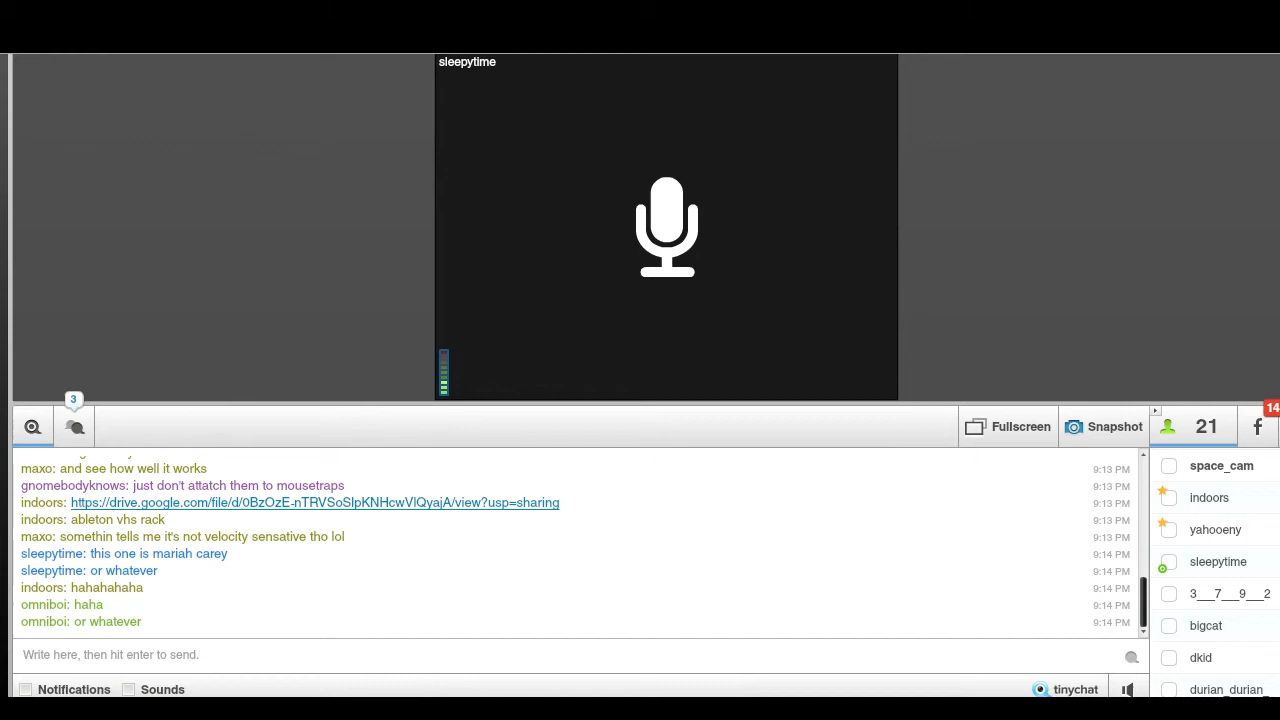 sleepytime
3
Fullscreen
Snapshot
21
f
14
maxo: and see how well it works 9:13 PM
gnomebodyknows: just don't attatch them to mousetraps 9:13 PM
indoors: https://drive.google.com/file/d/0BzOzE-nTRVSoSlpKNHcwVlQyajA/view?usp=sharing 9:13 PM
indoors: ableton vhs rack 9:13 PM
maxo: somethin tells me it's not velocity sensative tho lol 9:13 PM
sleepytime: this one is mariah carey 9:14 PM
sleepytime: or whatever 9:14 PM
indoors: hahahahaha 9:14 PM
omniboi: haha 9:14 PM
omniboi: or whatever 9:14 PM
Write here, then hit enter to send.
Notifications
Sounds
tinychat
space_cam
indoors
yahooeny
sleepytime
3__7__9__2
bigcat
dkid
durian_durian_